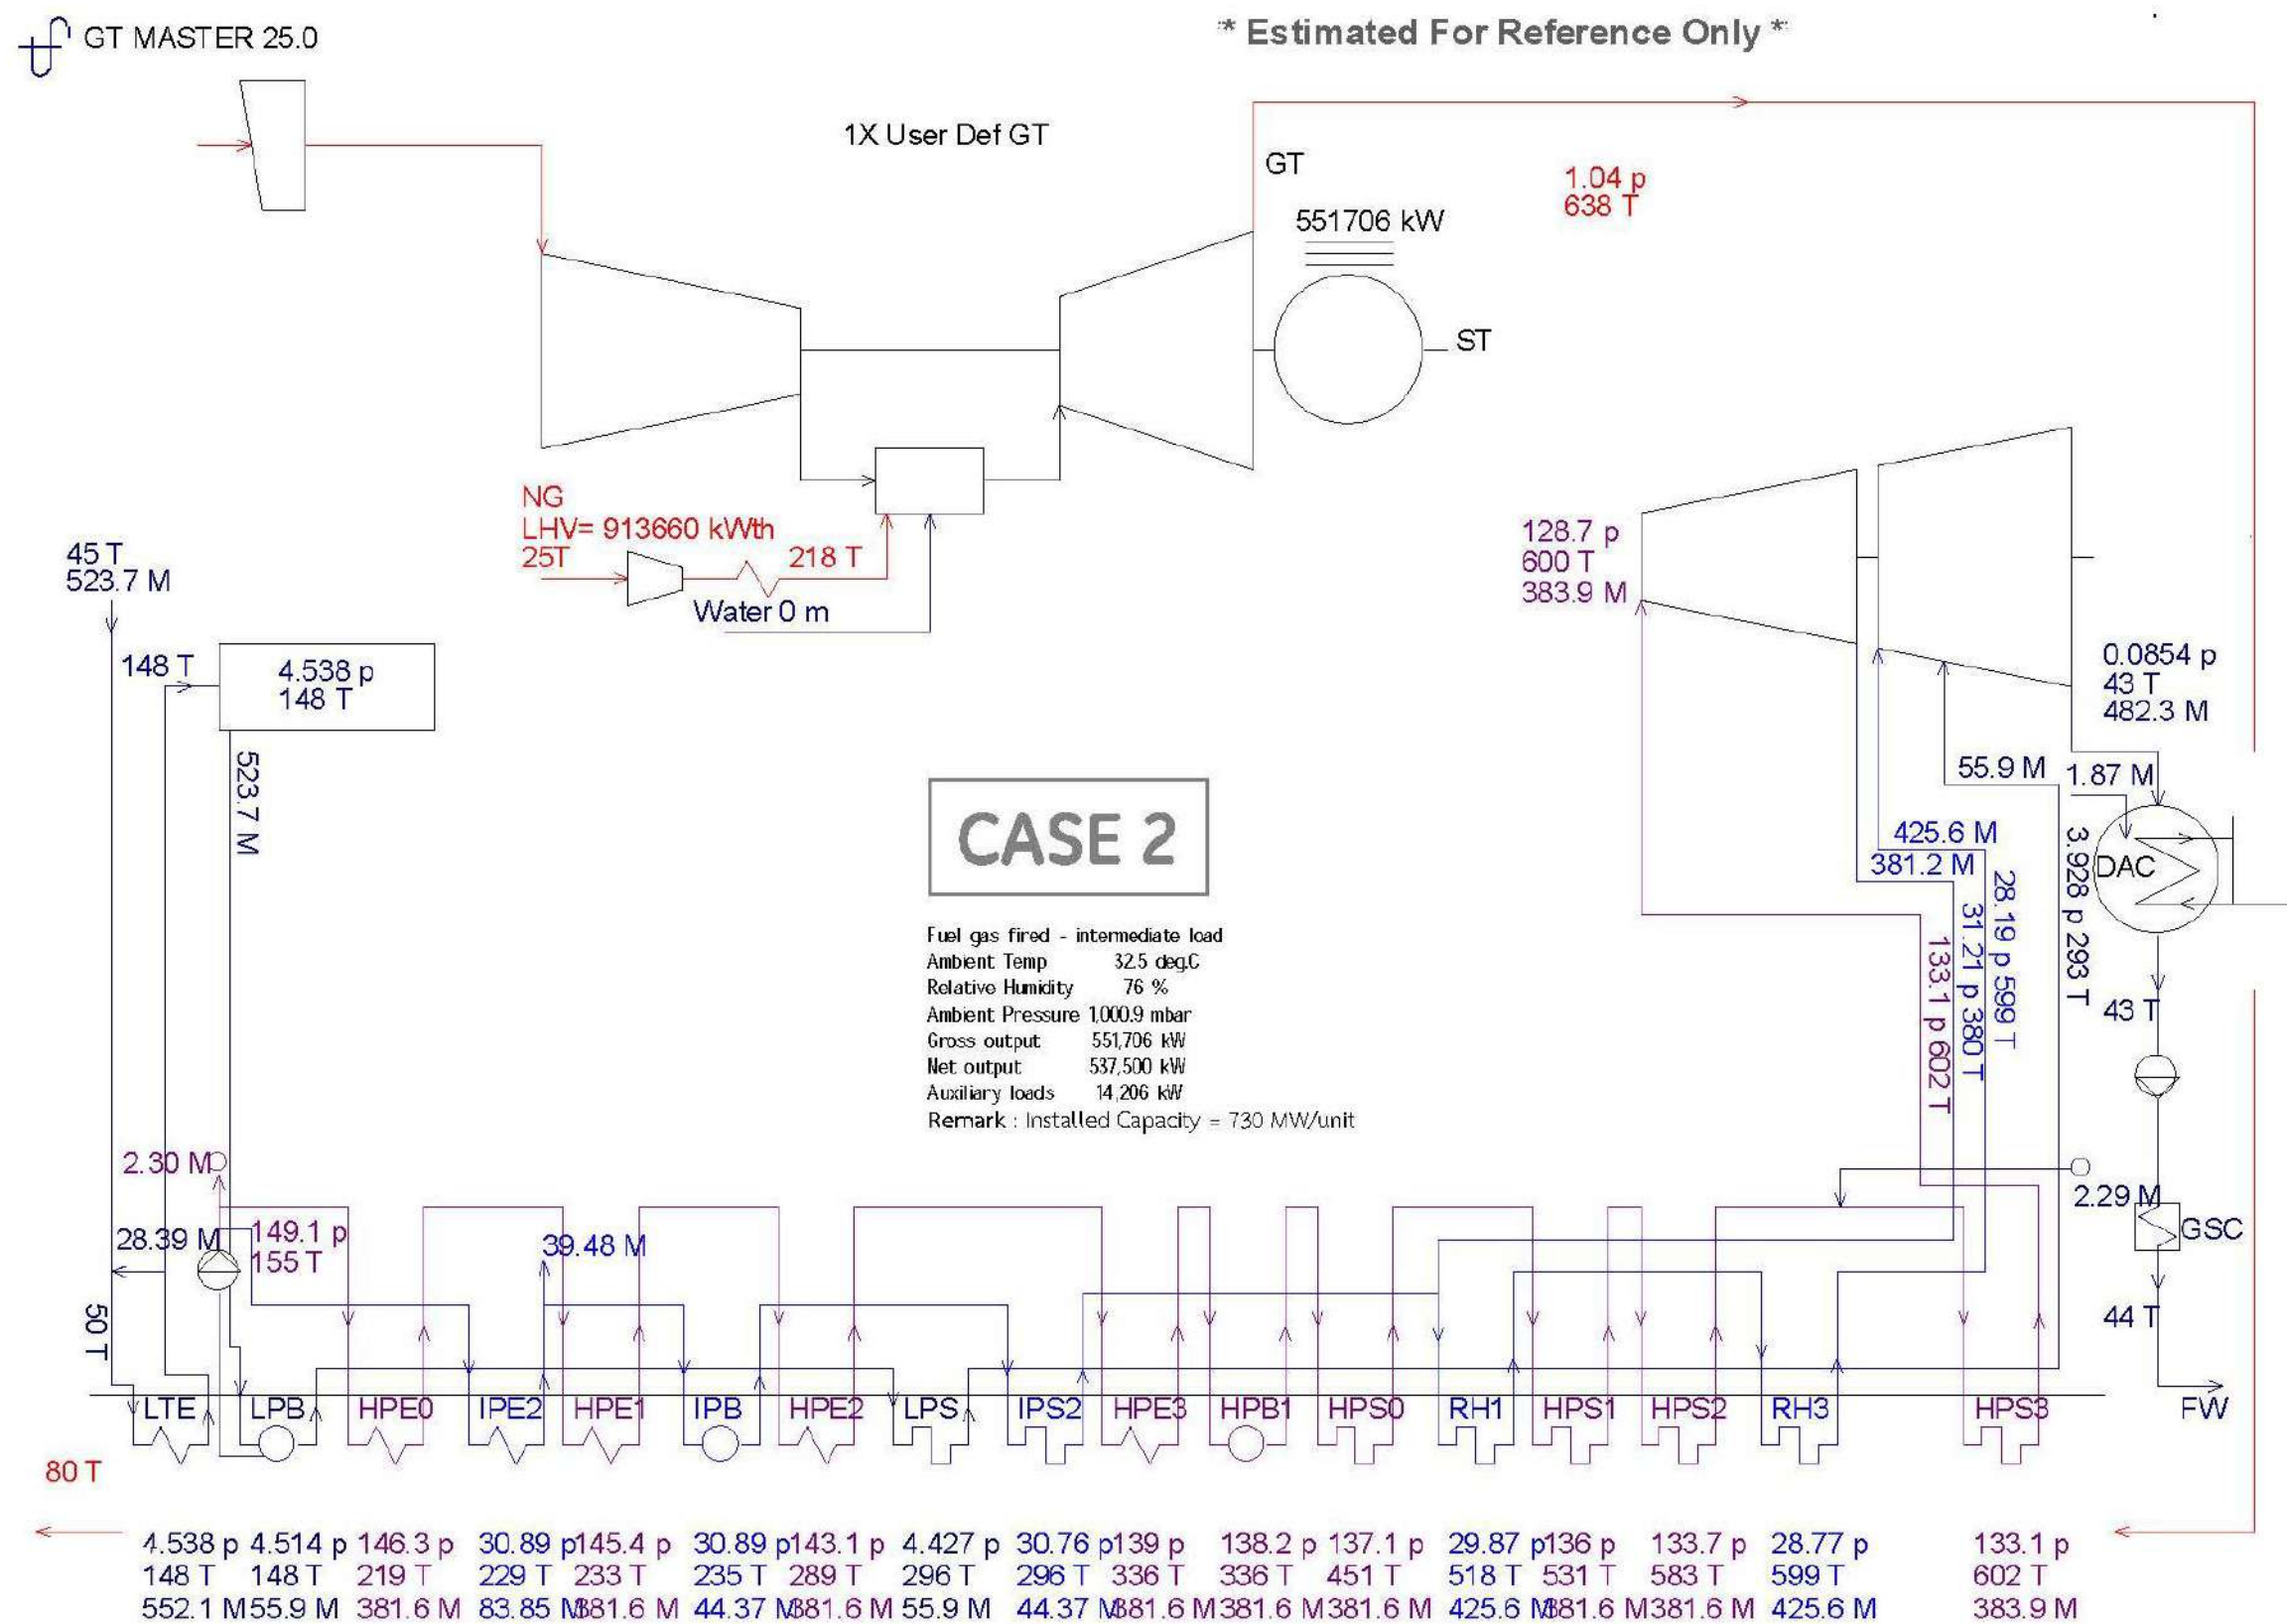 GT MASTER 25.0
* Estimated For Reference Only *
1X User Def GT
GT
1.04 p
638 T
551706 kW
ST
NG
LHV= 913660 kWth
25T
218 T
Water 0 m
128.7 p
600 T
383.9 M
45 T
523.7 M
148 T
4.538 p
148 T
523.7 M
0.0854 p
43 T
482.3 M
55.9 M
1.87 M
425.6 M
381.2 M
DAC
3.928 p 293 T
28.19 p 599 T
31.21 p 380 T
133.1 p 602 T
43 T
CASE 2
Fuel gas fired - intermediate load
Ambient Temp 32.5 deg.C
Relative Humidity 76 %
Ambient Pressure 1,000.9 mbar
Gross output 551,706 kW
Net output 537,500 kW
Auxiliary loads 14,206 kW
Remark : Installed Capacity = 730 MW/unit
2.30 M
2.29 M
GSC
28.39 M
149.1 p
155 T
39.48 M
50 T
44 T
FW
LTE LPB HPE0 IPE2 HPE1 IPB HPE2 LPS IPS2 HPE3 HPB1 HPS0 RH1 HPS1 HPS2 RH3 HPS3
80 T
4.538 p 4.514 p 146.3 p 30.89 p 145.4 p 30.89 p 143.1 p 4.427 p 30.76 p 139 p 138.2 p 137.1 p 29.87 p 136 p 133.7 p 28.77 p 133.1 p
148 T 148 T 219 T 229 T 233 T 235 T 289 T 296 T 296 T 336 T 336 T 451 T 518 T 531 T 583 T 599 T 602 T
552.1 M 55.9 M 381.6 M 83.85 M 381.6 M 44.37 M 381.6 M 55.9 M 44.37 M 381.6 M 381.6 M 381.6 M 425.6 M 381.6 M 381.6 M 425.6 M 383.9 M